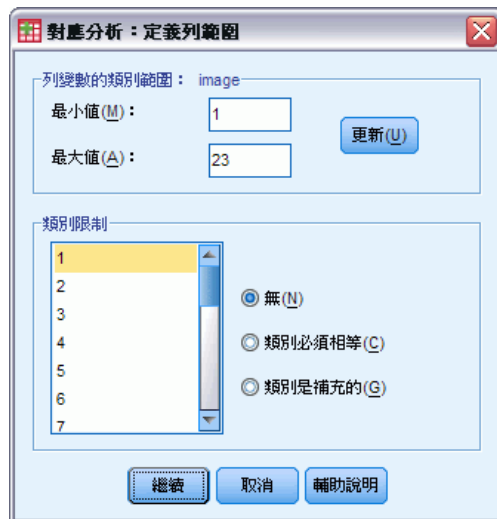 對應分析：定義列範圍
列變數的類別範圍： image
最小值(M)： 1
最大值(A)： 23
更新(U)
類別限制
1
2
3
4
5
6
7
無(N)
類別必須相等(C)
類別是補充的(G)
繼續 取消 輔助說明